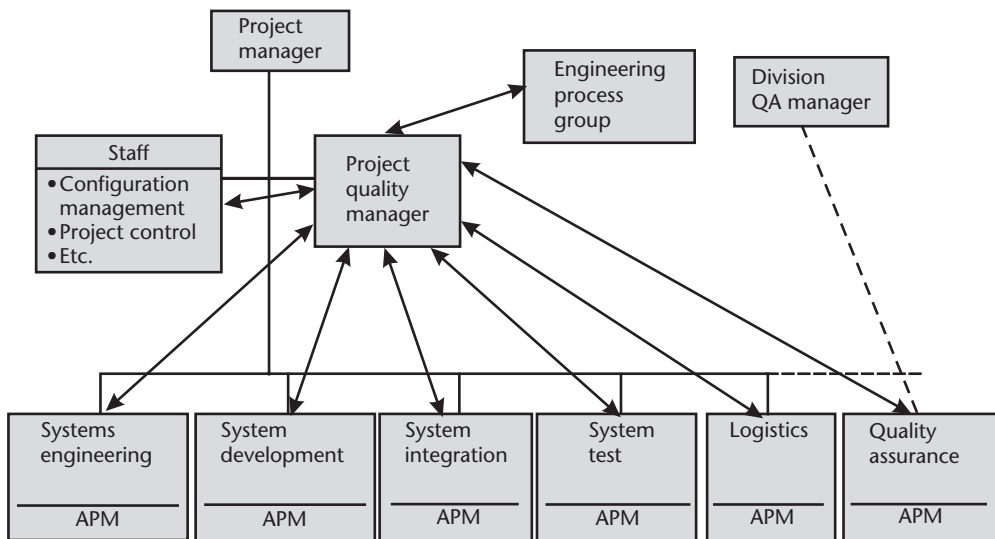 Project
manager
Engineering
process
group
Division
QA manager
Staff
•Configuration
management
•Project control
•Etc.
Project
quality
manager
Systems
engineering
APM
System
development
APM
System
integration
APM
System
test
APM
Logistics
APM
Quality
assurance
APM